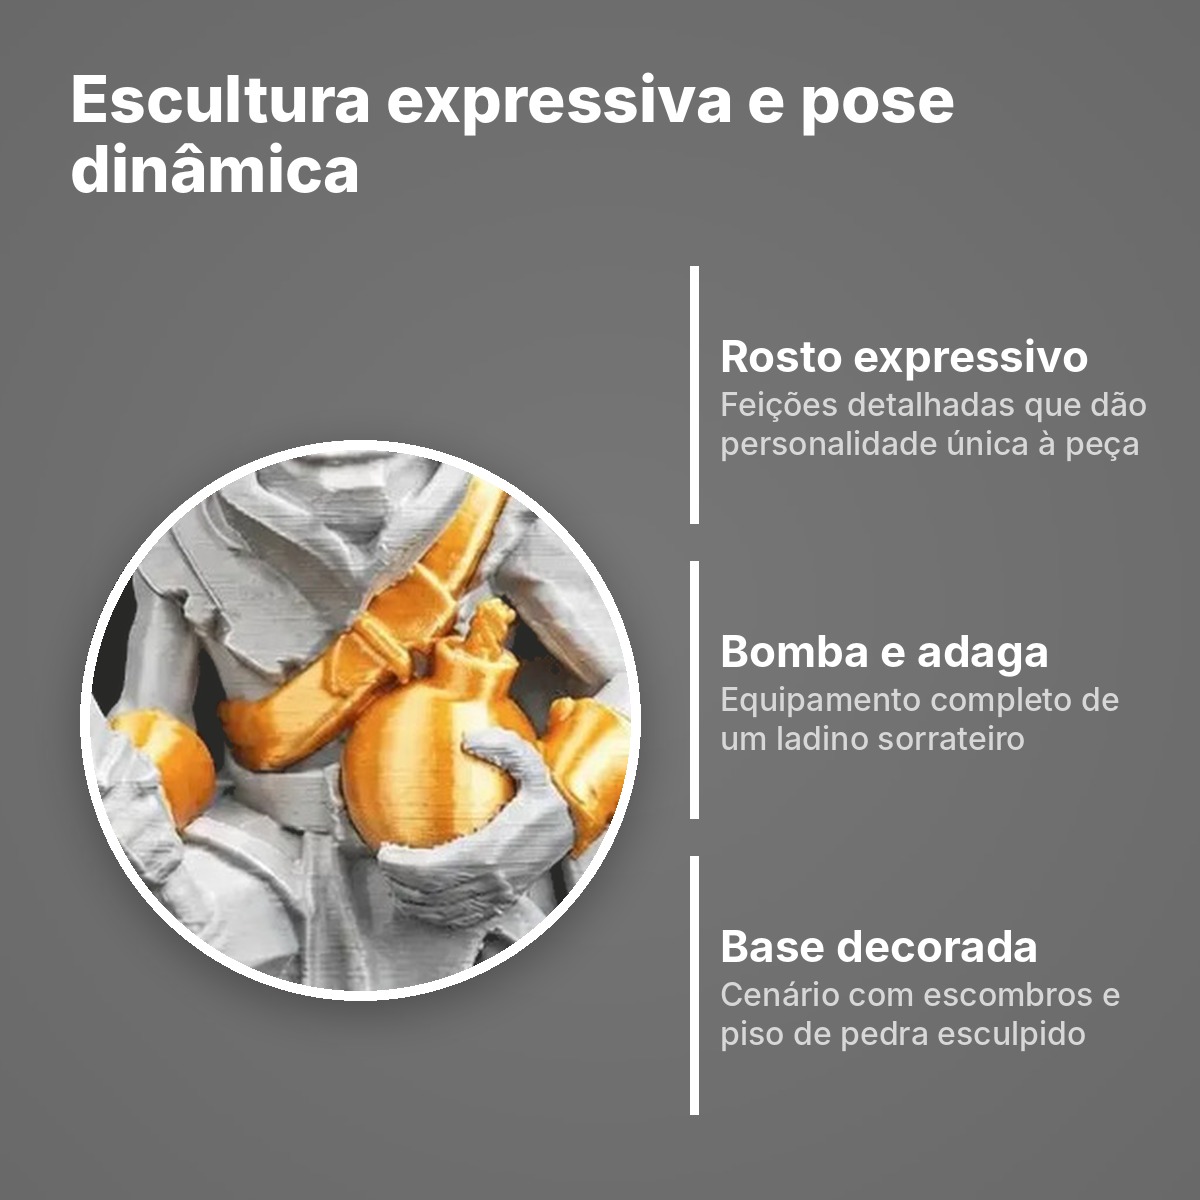 Escultura expressiva e pose
dinâmica
Rosto expressivo
Feições detalhadas que dão
personalidade única à peça
Bomba e adaga
Equipamento completo de
um ladino sorrateiro
Base decorada
Cenário com escombros e
piso de pedra esculpido